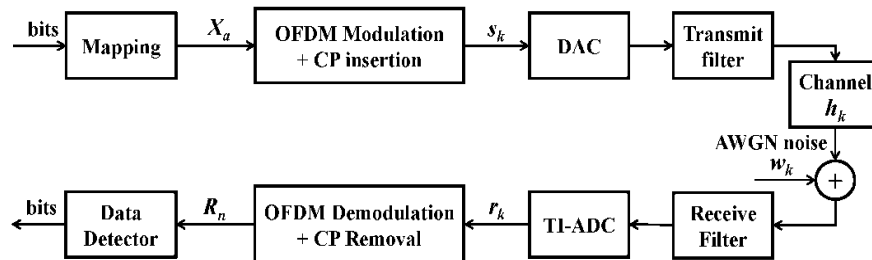 bits
Mapping
X_a
OFDM Modulation
+ CP insertion
s_k
DAC
Transmit
filter
Channel
h_k
AWGN noise
w_k
+
Receive
Filter
TI-ADC
r_k
OFDM Demodulation
+ CP Removal
R_n
Data
Detector
bits